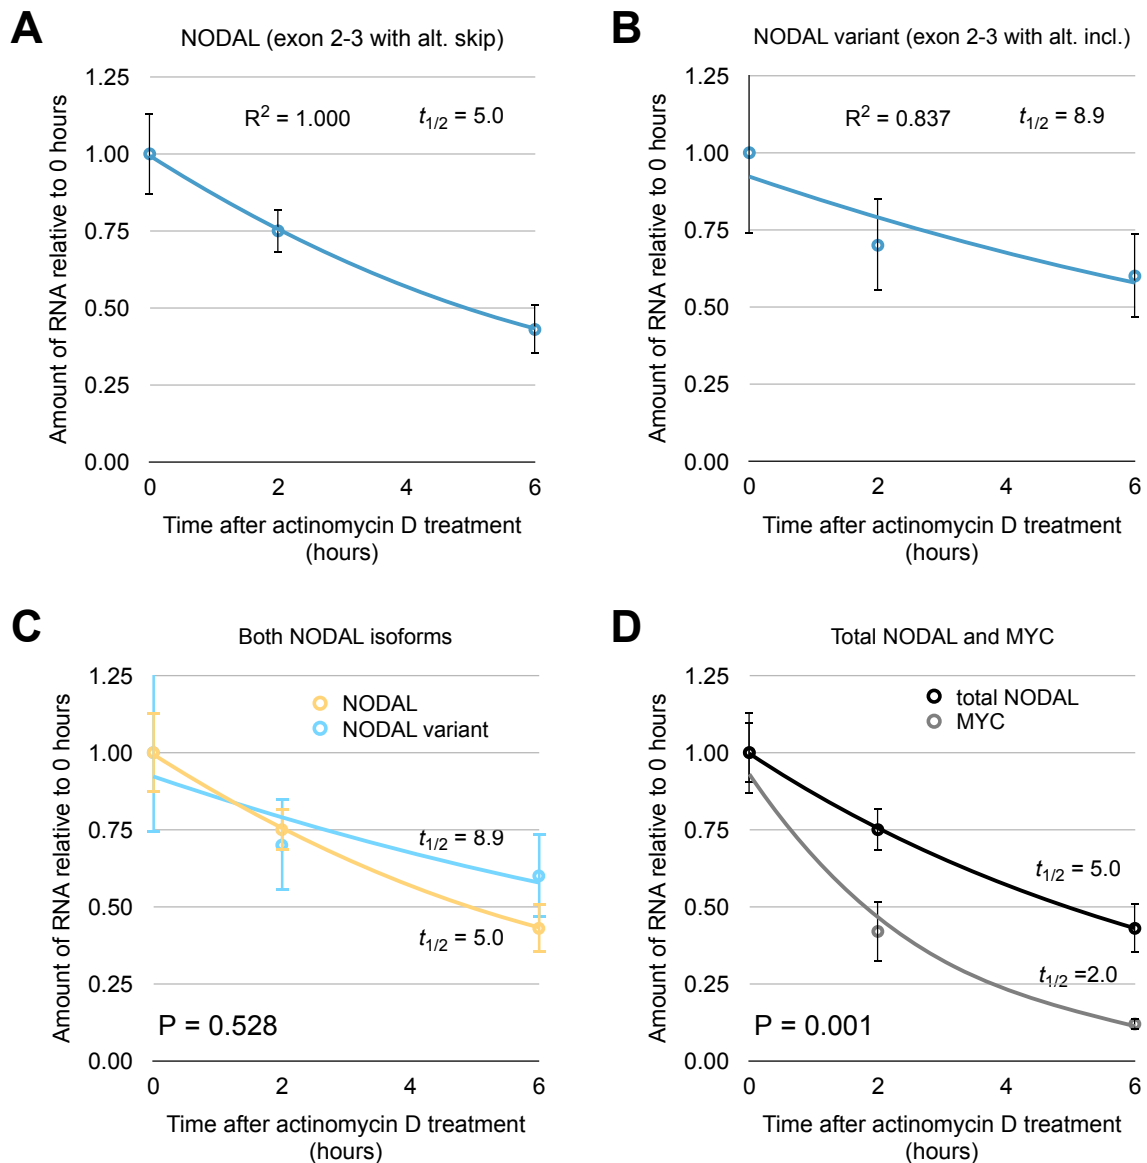 A
NODAL (exon 2-3 with alt. skip)
1.25
1.00
0.75
0.50
0.25
0.00
R² = 1.000
t1/2 = 5.0
Amount of RNA relative to 0 hours
0
2
4
6
Time after actinomycin D treatment
(hours)
B
NODAL variant (exon 2-3 with alt. incl.)
1.25
1.00
0.75
0.50
0.25
0.00
R² = 0.837
t1/2 = 8.9
Amount of RNA relative to 0 hours
0
2
4
6
Time after actinomycin D treatment
(hours)
C
Both NODAL isoforms
1.25
1.00
0.75
0.50
0.25
0.00
NODAL
NODAL variant
t1/2 = 8.9
t1/2 = 5.0
P = 0.528
Amount of RNA relative to 0 hours
0
2
4
6
Time after actinomycin D treatment
(hours)
D
Total NODAL and MYC
1.25
1.00
0.75
0.50
0.25
0.00
total NODAL
MYC
t1/2 = 5.0
t1/2 =2.0
P = 0.001
Amount of RNA relative to 0 hours
0
2
4
6
Time after actinomycin D treatment
(hours)